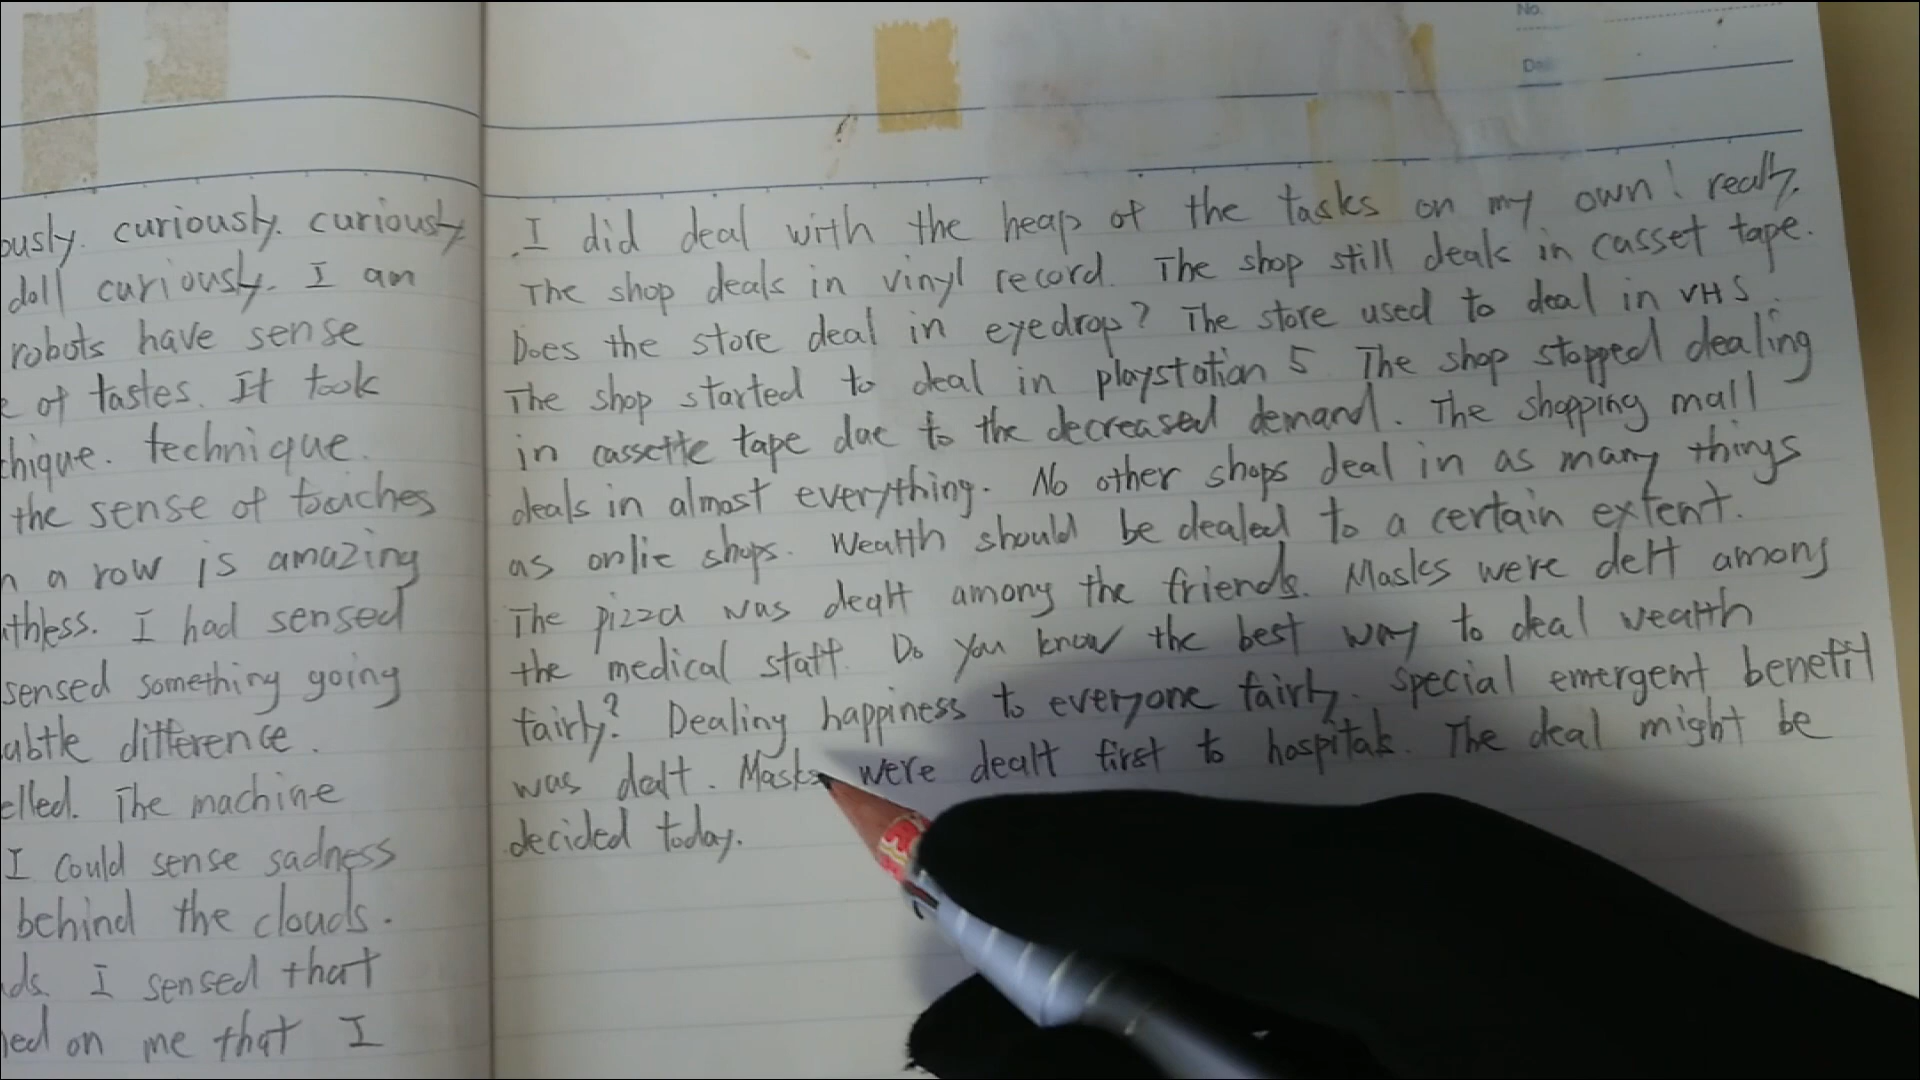 No.
ously. curiously. curiously.
doll curiously. I am
robots have sense
e of tastes. It took
chique. technique.
the sense of touches
n a row is amazing
thless. I had sensed
sensed something going
ubtle difference.
elled. The machine
I could sense sadness
behind the clouds.
ds. I sensed that
ned on me that I
I did deal with the heap of the tasks on my own! really.
The shop deals in vinyl record. The shop still deals in casset tape.
Does the store deal in eyedrop? The store used to deal in VHS.
The shop started to deal in playstation 5. The shop stopped dealing
in cassette tape due to the decreased demand. The shopping mall
deals in almost everything. No other shops deal in as many things
as onlie shops. Wealth should be dealed to a certain extent.
The pizza was dealt among the friends. Masks were delt among
the medical staff. Do you know the best way to deal wealth
fairly? Dealing happiness to everyone fairly. Special emergent benefit
was dealt. Masks were dealt first to hospitals. The deal might be
decided today.